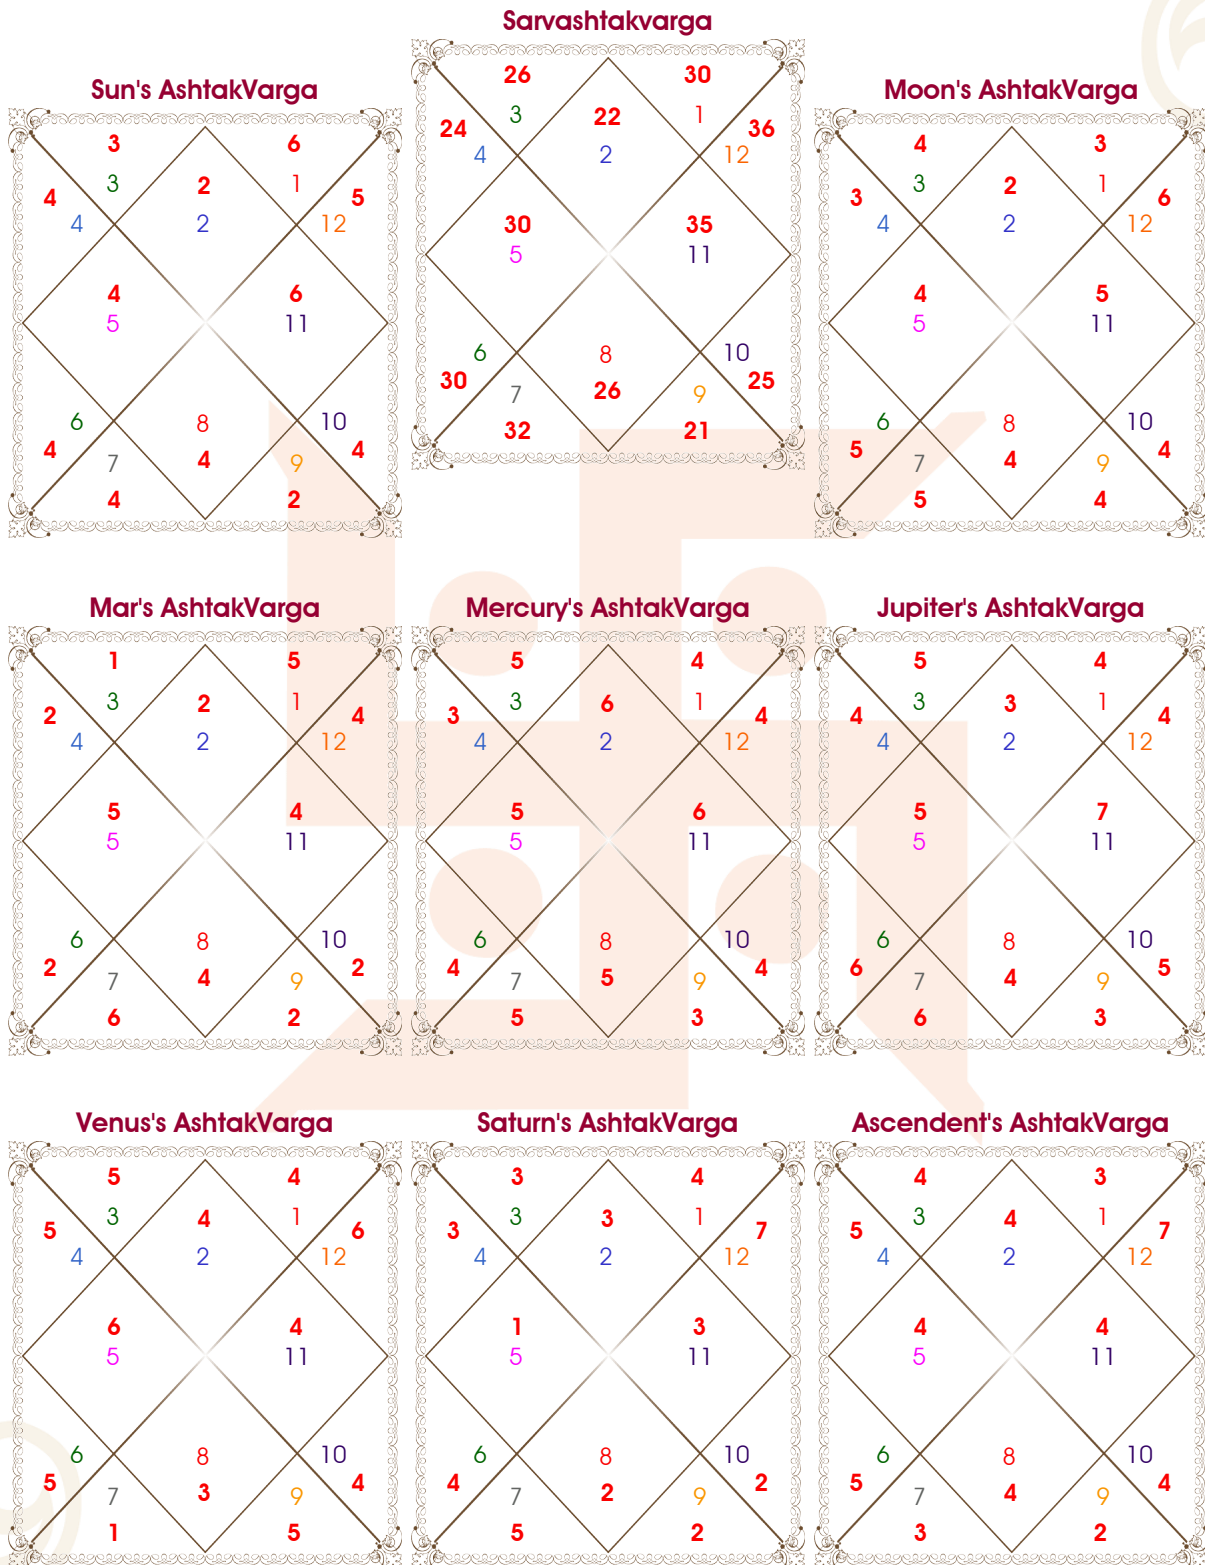 Sarvashtakvarga
26 30
3 22 1
24 36
4 2 12
30 35
5 11
6 8 10
30 26 25
7 9
32 21
Sun's AshtakVarga
3 6
3 2 1
4 5
4 2 12
4 6
5 11
6 8 10
4 4 4
7 9
4 2
Moon's AshtakVarga
4 3
3 2 1
3 6
4 2 12
4 5
5 11
6 8 10
5 4 4
7 9
5 4
Mar's AshtakVarga
1 5
3 2 1
2 4
4 2 12
5 4
5 11
6 8 10
2 4 2
7 9
6 2
Mercury's AshtakVarga
5 4
3 6 1
3 4
4 2 12
5 6
5 11
6 8 10
4 5 4
7 9
5 3
Jupiter's AshtakVarga
5 4
3 3 1
4 4
4 2 12
5 7
5 11
6 8 10
6 4 5
7 9
6 3
Venus's AshtakVarga
5 4
3 4 1
5 6
4 2 12
6 4
5 11
6 8 10
5 3 4
7 9
1 5
Saturn's AshtakVarga
3 4
3 3 1
3 7
4 2 12
1 3
5 11
6 8 10
4 2 2
7 9
5 2
Ascendent's AshtakVarga
4 3
3 4 1
5 7
4 2 12
4 4
5 11
6 8 10
5 4 4
7 9
3 2